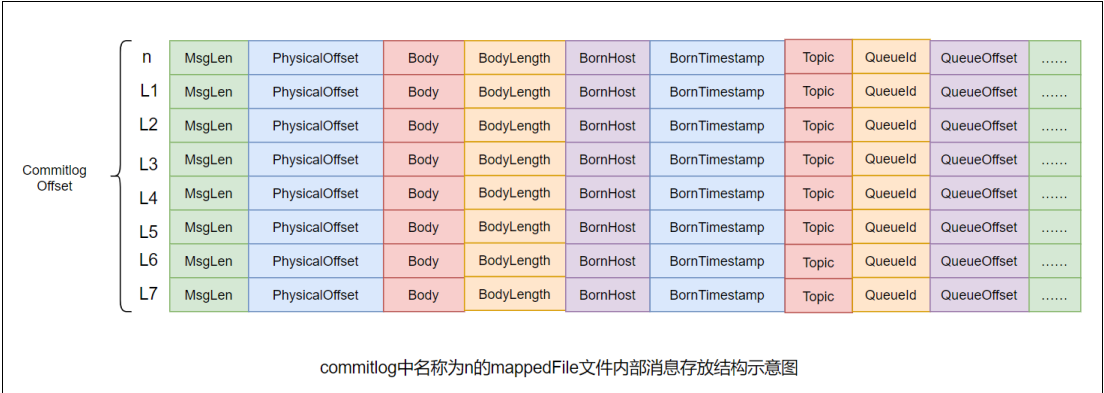 n MsgLen PhysicalOffset Body BodyLength BornHost BornTimestamp Topic QueueId QueueOffset ……
L1 MsgLen PhysicalOffset Body BodyLength BornHost BornTimestamp Topic QueueId QueueOffset ……
L2 MsgLen PhysicalOffset Body BodyLength BornHost BornTimestamp Topic QueueId QueueOffset ……
L3 MsgLen PhysicalOffset Body BodyLength BornHost BornTimestamp Topic QueueId QueueOffset ……
Commitlog
Offset
L4 MsgLen PhysicalOffset Body BodyLength BornHost BornTimestamp Topic QueueId QueueOffset ……
L5 MsgLen PhysicalOffset Body BodyLength BornHost BornTimestamp Topic QueueId QueueOffset ……
L6 MsgLen PhysicalOffset Body BodyLength BornHost BornTimestamp Topic QueueId QueueOffset ……
L7 MsgLen PhysicalOffset Body BodyLength BornHost BornTimestamp Topic QueueId QueueOffset ……
commitlog中名称为n的mappedFile文件内部消息存放结构示意图